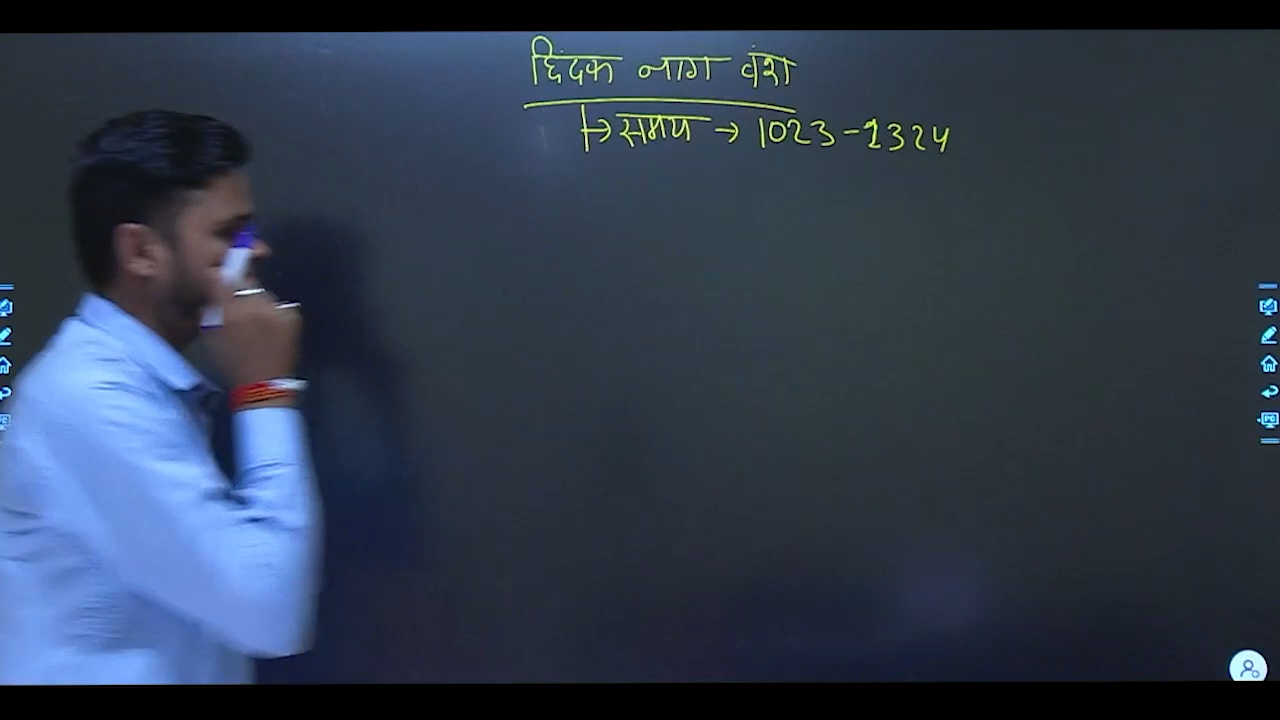 छिंदक नाग वंश
→ समय → 1023-1324